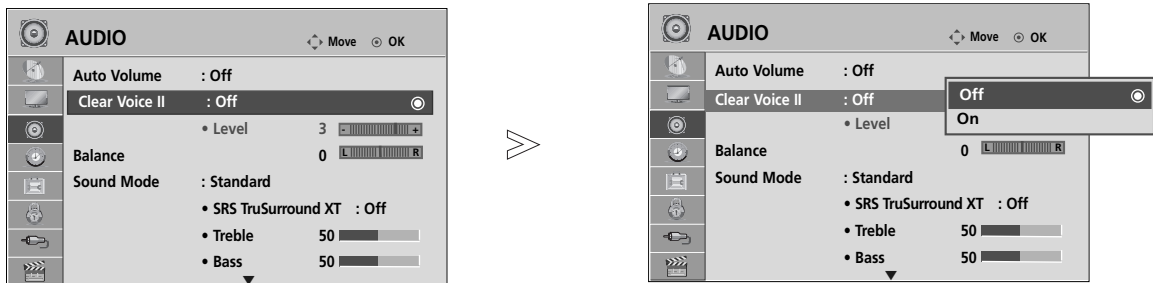 AUDIO Move OK
Auto Volume : Off
Clear Voice II : Off
• Level 3 - +
Balance 0 L R
Sound Mode : Standard
• SRS TruSurround XT : Off
• Treble 50
• Bass 50
AUDIO Move OK
Auto Volume : Off
Clear Voice II : Off
Off
On
• Level
Balance 0 L R
Sound Mode : Standard
• SRS TruSurround XT : Off
• Treble 50
• Bass 50